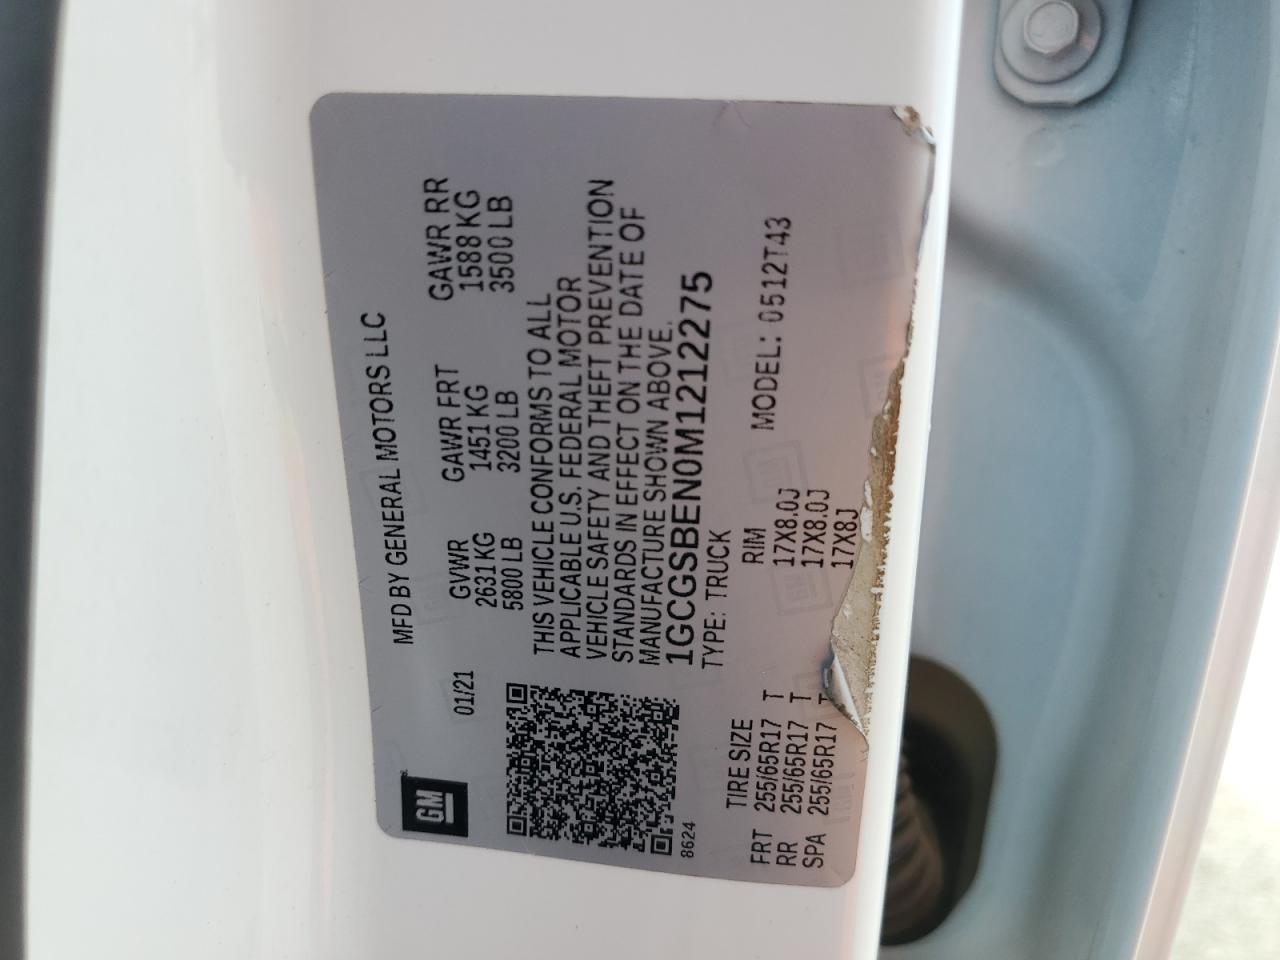 GM
MFD BY GENERAL MOTORS LLC
01/21 GVWR GAWR FRT GAWR RR
2631 KG 1451 KG 1588 KG
5800 LB 3200 LB 3500 LB
THIS VEHICLE CONFORMS TO ALL
APPLICABLE U.S. FEDERAL MOTOR
VEHICLE SAFETY AND THEFT PREVENTION
STANDARDS IN EFFECT ON THE DATE OF
MANUFACTURE SHOWN ABOVE.
1GCGSBEN0M1212275
8624 TYPE: TRUCK
TIRE SIZE RIM MODEL: 0512T43
FRT 255/65R17 T 17X8.0J
RR 255/65R17 T 17X8.0J
SPA 255/65R17 T 17X8J